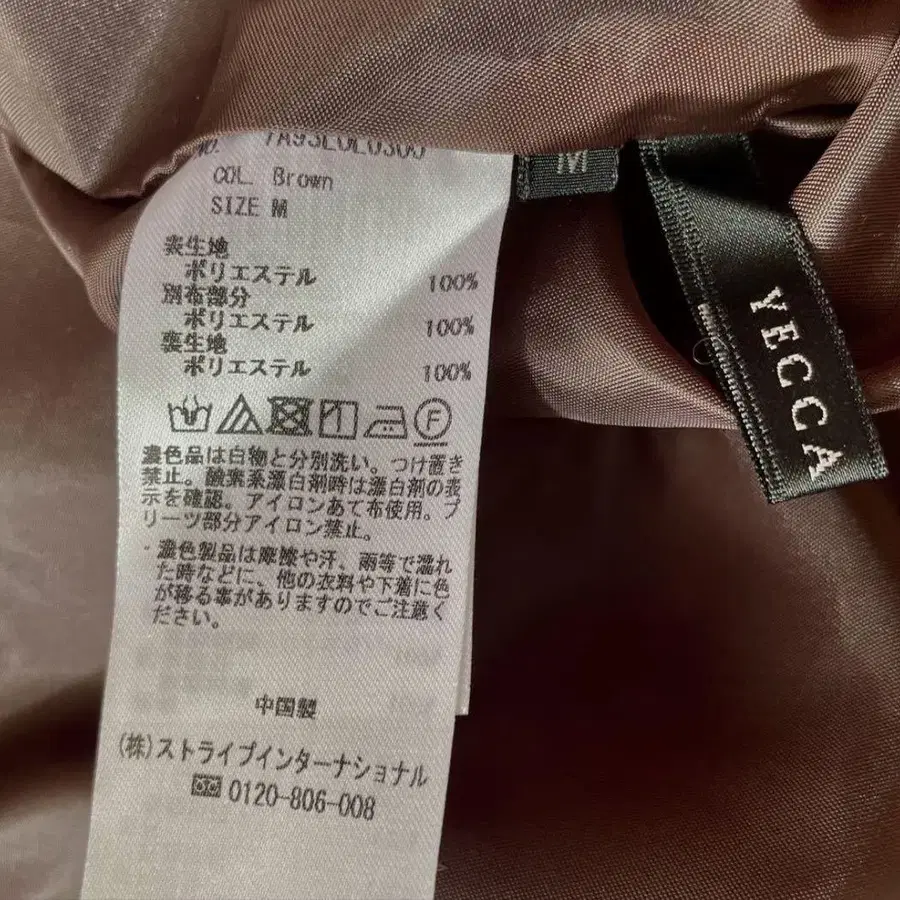 COL. Brown
SIZE M
表生地
ポリエステル 100%
別布部分
ポリエステル 100%
裏生地
ポリエステル 100%
F
濃色品は白物と分別洗い。つけ置き
禁止。酸素系漂白剤時は漂白剤の表
示を確認。アイロンあて布使用。プ
リーツ部分アイロン禁止。
・濃色製品は摩擦や汗、雨等で濡れ
た時などに、他の衣料や下着に色
が移る事がありますのでご注意く
ださい。
中国製
(株)ストライプインターナショナル
0120-806-008
M
YECCA